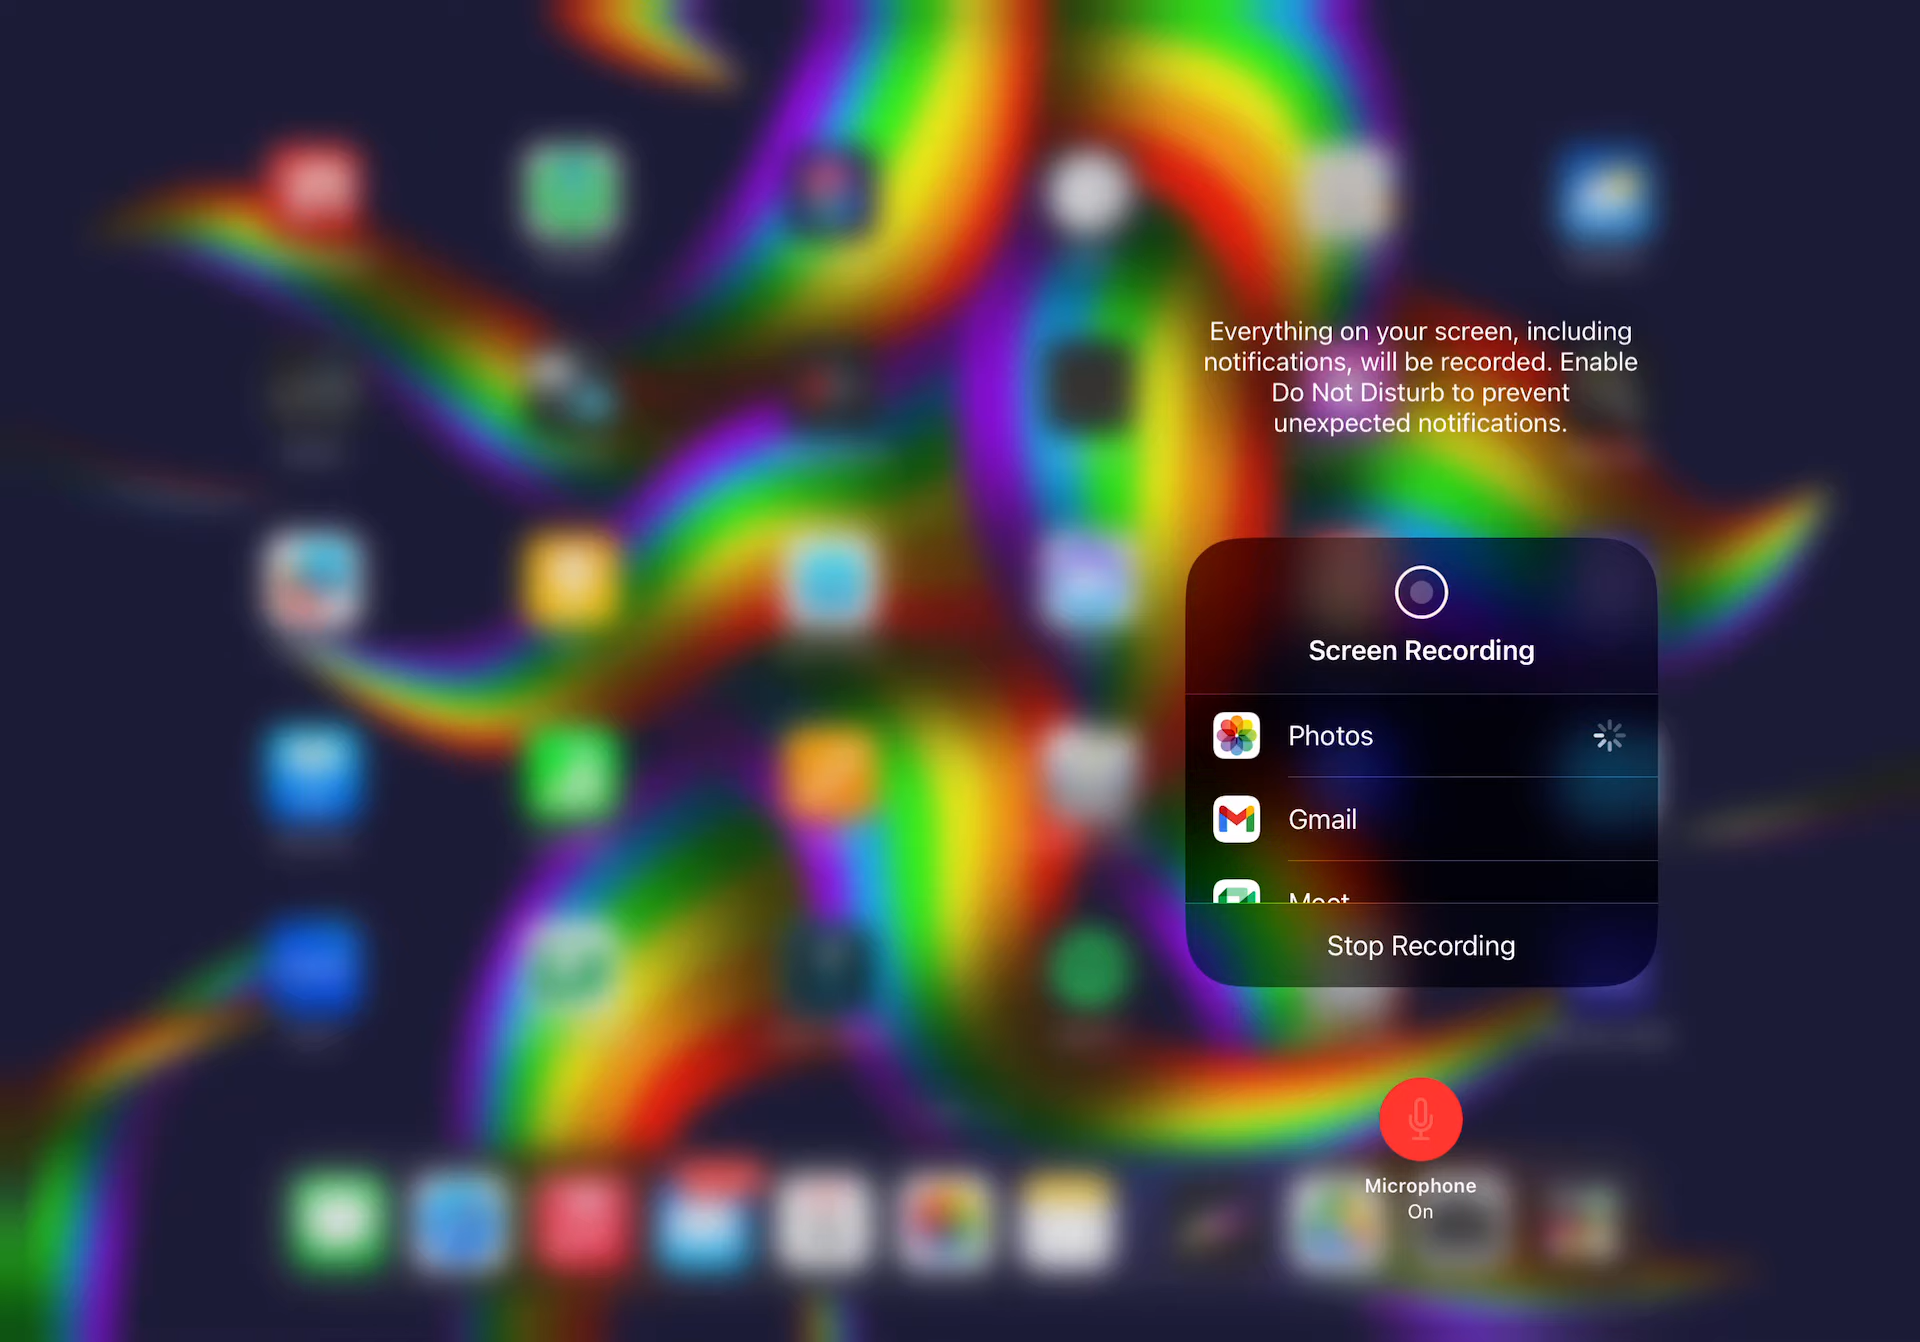 Everything on your screen, including
notifications, will be recorded. Enable
Do Not Disturb to prevent
unexpected notifications.
Screen Recording
Photos
Gmail
Meet
Stop Recording
Microphone
On